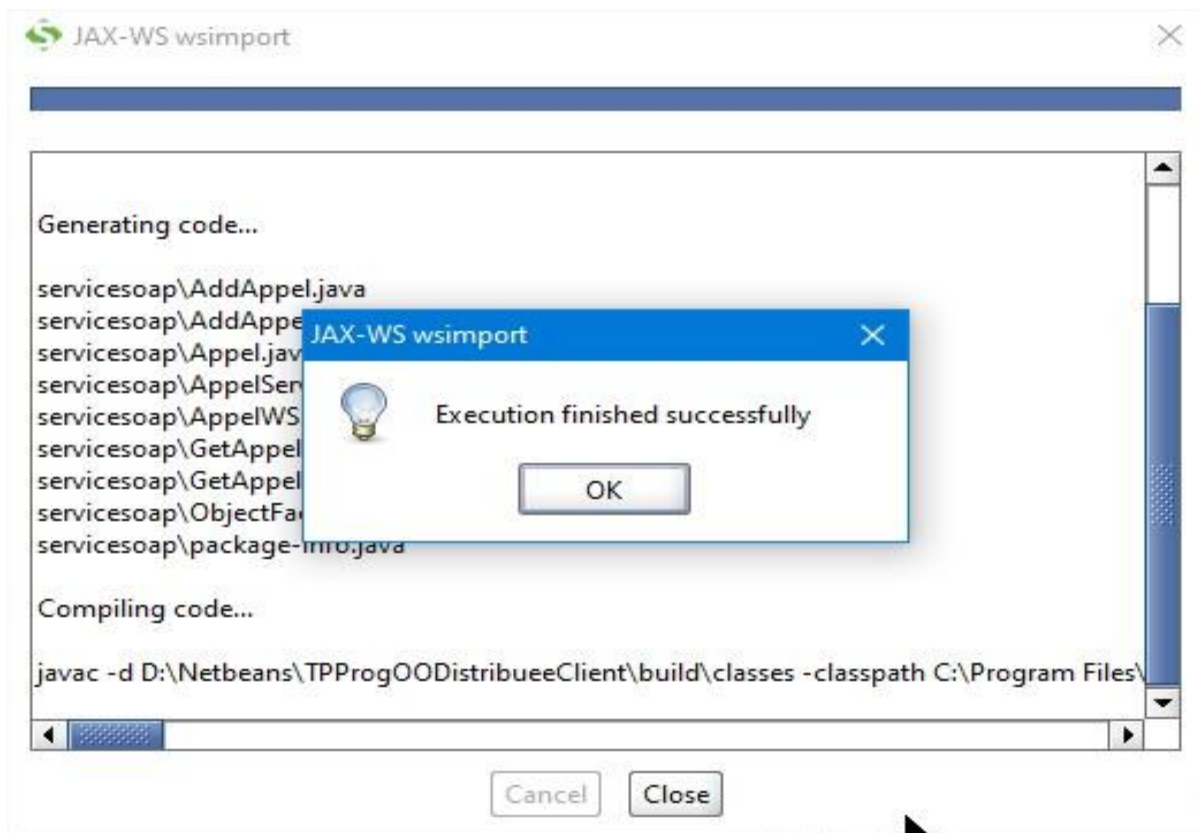 JAX-WS wsimport
Generating code...
servicesoap\AddAppel.java
servicesoap\AddAppe
servicesoap\Appel.jav
servicesoap\AppelSer
servicesoap\AppelWS
servicesoap\GetAppel
servicesoap\GetAppel
servicesoap\ObjectFa
servicesoap\package-info.java
JAX-WS wsimport
Execution finished successfully
OK
Compiling code...
javac -d D:\Netbeans\TPProgOODistribueeClient\build\classes -classpath C:\Program Files\
Cancel
Close